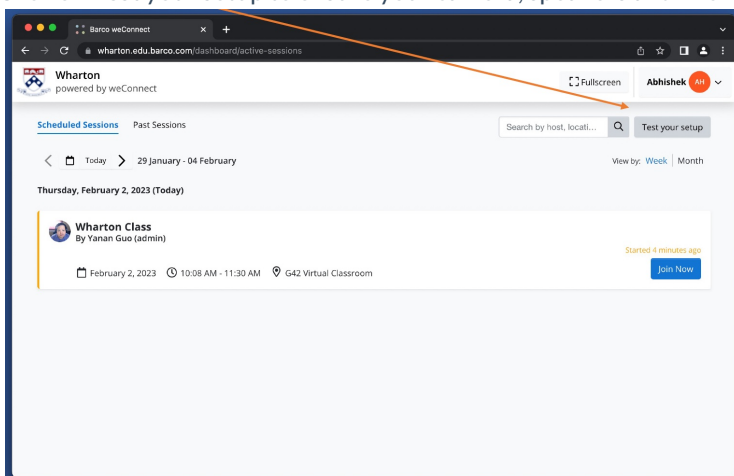 Barco weConnect
wharton.edu.barco.com/dashboard/active-sessions
Wharton
powered by weConnect
Fullscreen
Abhishek AH
Scheduled Sessions Past Sessions
Search by host, locati...
Test your setup
Today 29 January - 04 February
View by: Week | Month
Thursday, February 2, 2023 (Today)
Wharton Class
By Yanan Guo (admin)
Started 4 minutes ago
February 2, 2023 10:08 AM - 11:30 AM G42 Virtual Classroom
Join Now